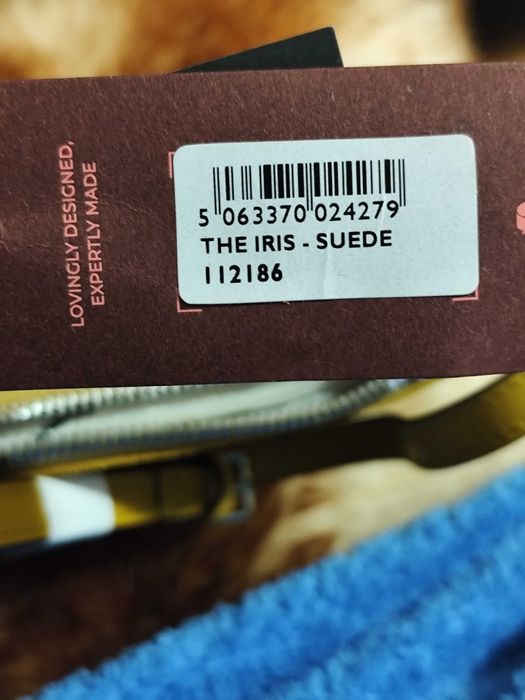 LOVINGLY DESIGNED,
EXPERTLY MADE
5 063370 024279
THE IRIS - SUEDE
112186